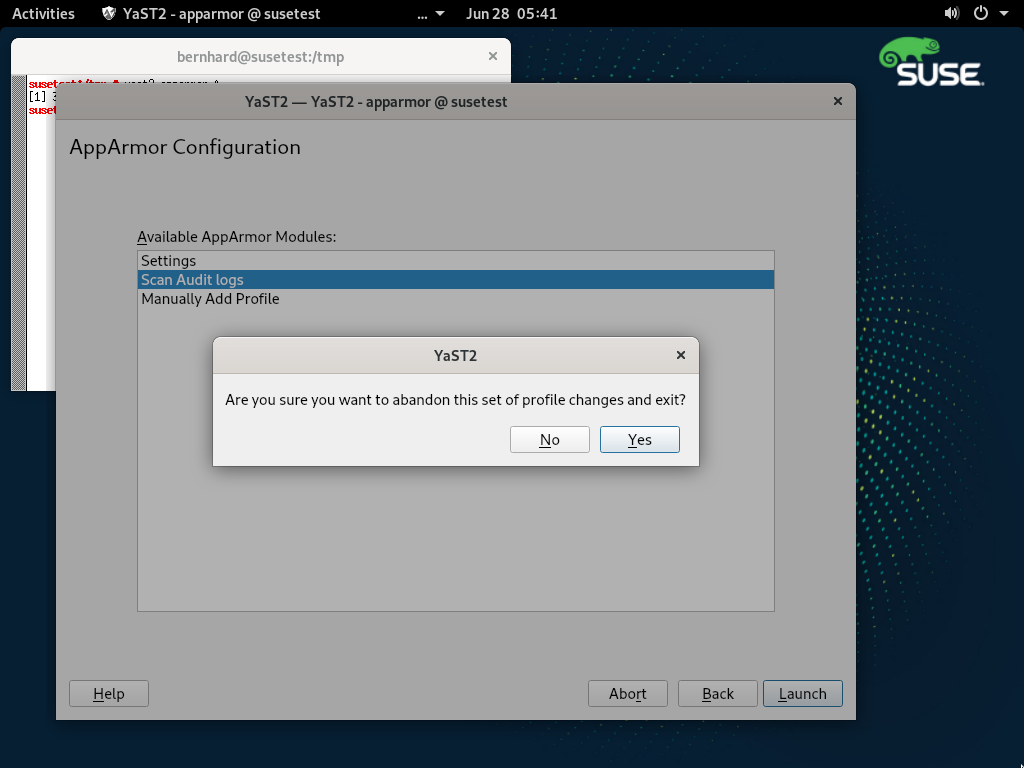 Activities YaST2 - apparmor @ susetest ... Jun 28 05:41
bernhard@susetest:/tmp
SUSE
susetest:/tmp # yast2 apparmor &
[1] 3
suset
YaST2 — YaST2 - apparmor @ susetest
AppArmor Configuration
Available AppArmor Modules:
Settings
Scan Audit logs
Manually Add Profile
YaST2
Are you sure you want to abandon this set of profile changes and exit?
No Yes
Help Abort Back Launch